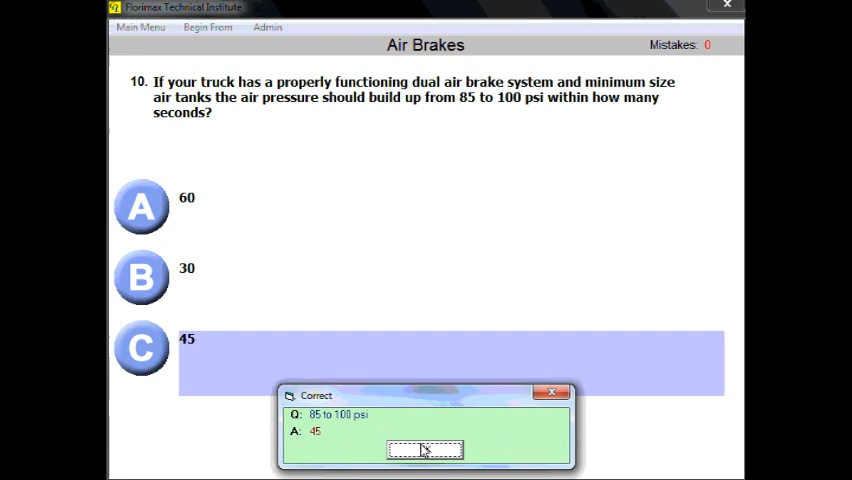 Florimax Technical Institute
Main Menu Begin From Admin
Air Brakes Mistakes: 0
10. If your truck has a properly functioning dual air brake system and minimum size
air tanks the air pressure should build up from 85 to 100 psi within how many
seconds?
A 60
B 30
C 45
Correct
Q: 85 to 100 psi
A: 45